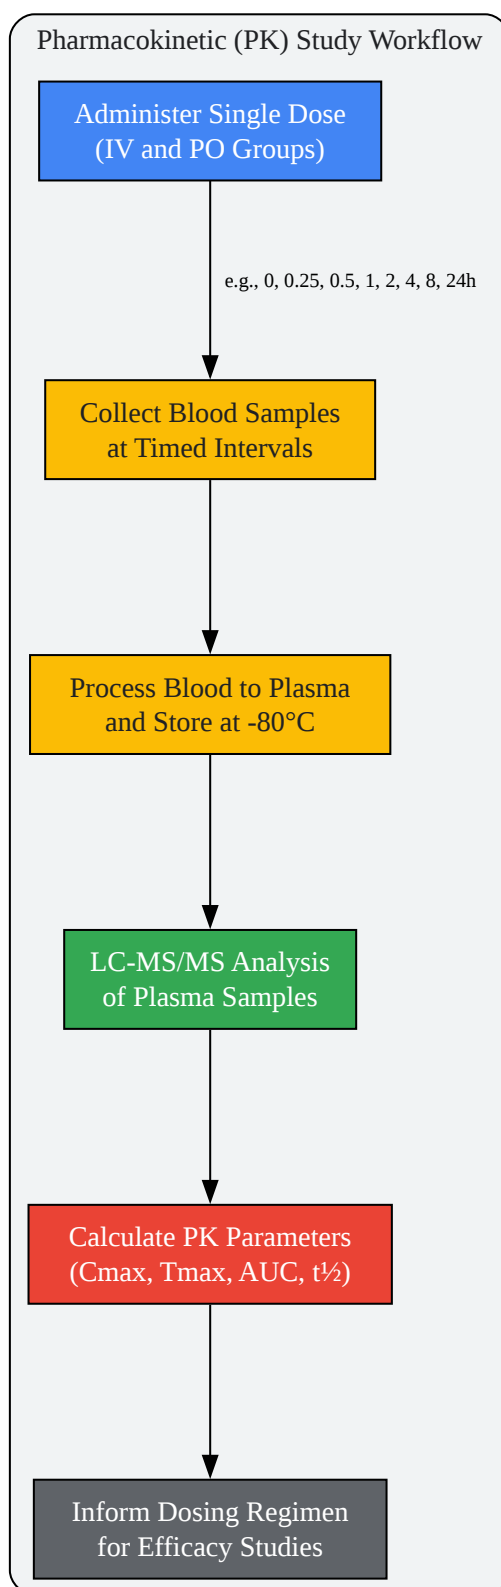 Pharmacokinetic (PK) Study Workflow
Administer Single Dose
(IV and PO Groups)
e.g., 0, 0.25, 0.5, 1, 2, 4, 8, 24h
Collect Blood Samples
at Timed Intervals
Process Blood to Plasma
and Store at -80°C
LC-MS/MS Analysis
of Plasma Samples
Calculate PK Parameters
(Cmax, Tmax, AUC, t½)
Inform Dosing Regimen
for Efficacy Studies